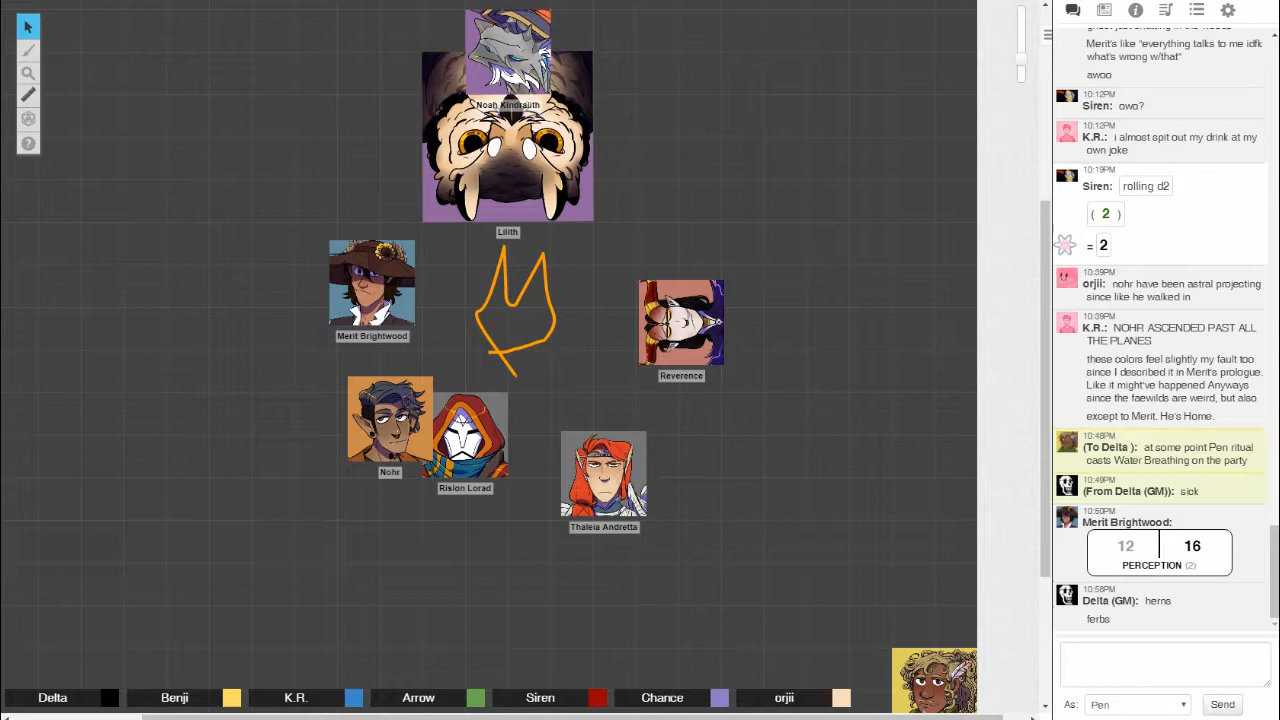 Noah Kindraith
Lilith
Merit Brightwood
Reverence
Nohr
Rislon Lorad
Thaleia Andretta
Delta
Benji
K.R.
Arrow
Siren
Chance
orjii
Merit's like "everything talks to me idfk
what's wrong w/that"
awoo
10:12PM
Siren: owo?
10:12PM
K.R.: i almost spit out my drink at my
own joke
10:19PM
Siren: rolling d2
( 2 )
= 2
10:39PM
orjii: nohr have been astral projecting
since like he walked in
10:39PM
K.R.: NOHR ASCENDED PAST ALL
THE PLANES
these colors feel slightly my fault too
since I described it in Merit's prologue.
Like it might've happened Anyways
since the faewilds are weird, but also
except to Merit. He's Home.
10:48PM
(To Delta ): at some point Pen ritual
casts Water Breathing on the party
10:49PM
(From Delta (GM)): sick
10:50PM
Merit Brightwood:
12 16
PERCEPTION (2)
10:58PM
Delta (GM): herns
ferbs
As: Pen Send